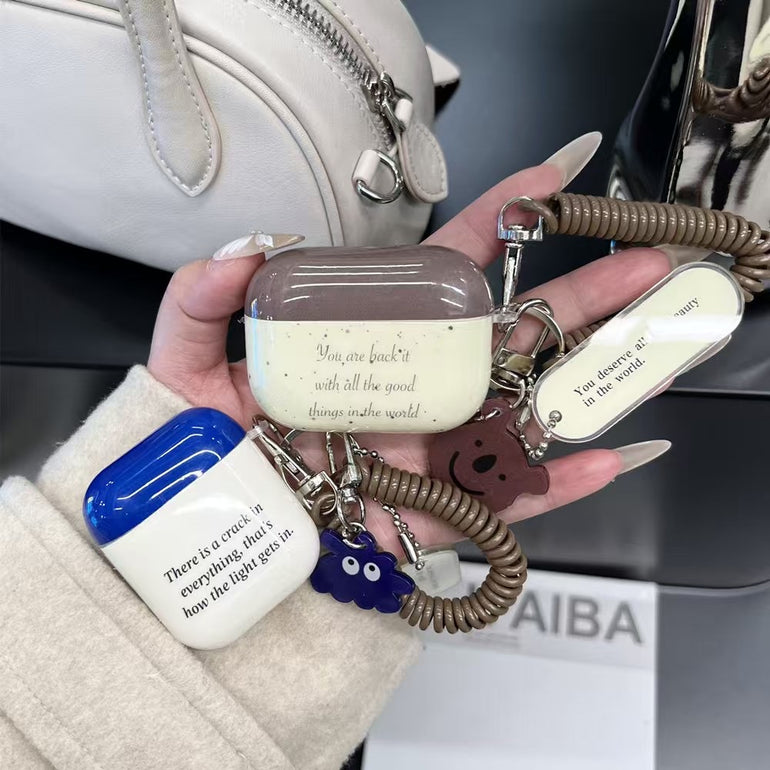 You are back it
with all the good
things in the world
You deserve all beauty
in the world.
There is a crack in
everything, that's
how the light gets in.
AIBA